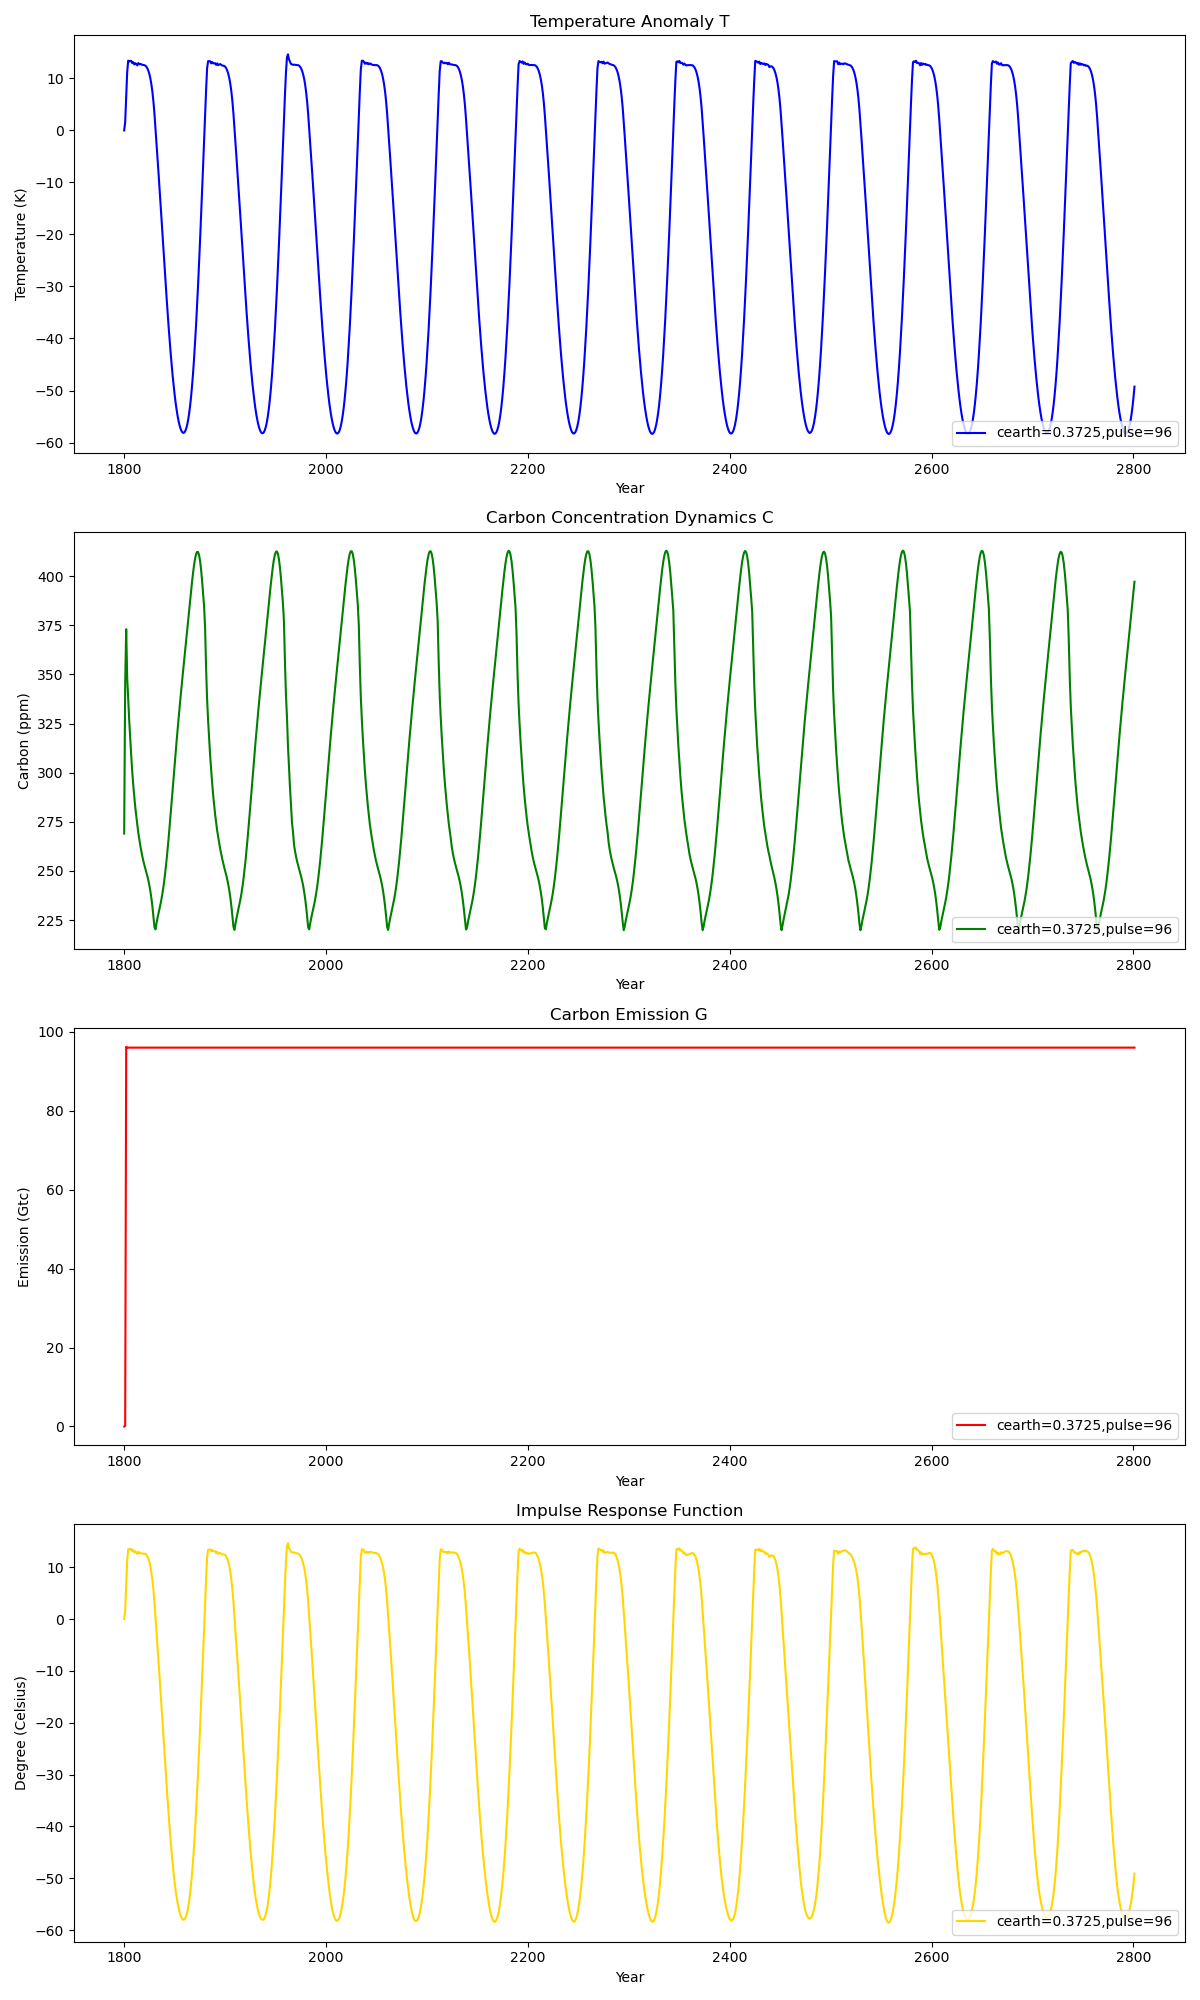 Temperature Anomaly T
10
0
−10
−20
−30
−40
−50
−60
Temperature (K)
cearth=0.3725,pulse=96
1800 2000 2200 2400 2600 2800
Year
Carbon Concentration Dynamics C
400
375
350
325
300
275
250
225
Carbon (ppm)
cearth=0.3725,pulse=96
1800 2000 2200 2400 2600 2800
Year
Carbon Emission G
100
80
60
40
20
0
Emission (Gtc)
cearth=0.3725,pulse=96
1800 2000 2200 2400 2600 2800
Year
Impulse Response Function
10
0
−10
−20
−30
−40
−50
−60
Degree (Celsius)
cearth=0.3725,pulse=96
1800 2000 2200 2400 2600 2800
Year